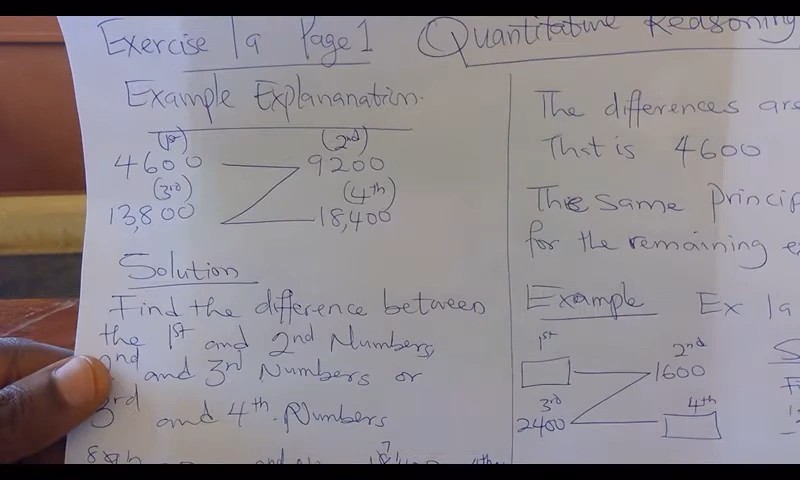 Exercise 1a Page 1
Quantitative Reasoning
Example Explananation.
(1st) (2nd)
4600 9200
(3rd) (4th)
13,800 18,400
Solution
Find the difference between
the 1st and 2nd Numbers,
2nd and 3rd Numbers or
3rd and 4th Numbers
The differences are
That is 4600
The same Princip
for the remaining ex
Example Ex 1a
1st 2nd
1600
3rd 4th
2400